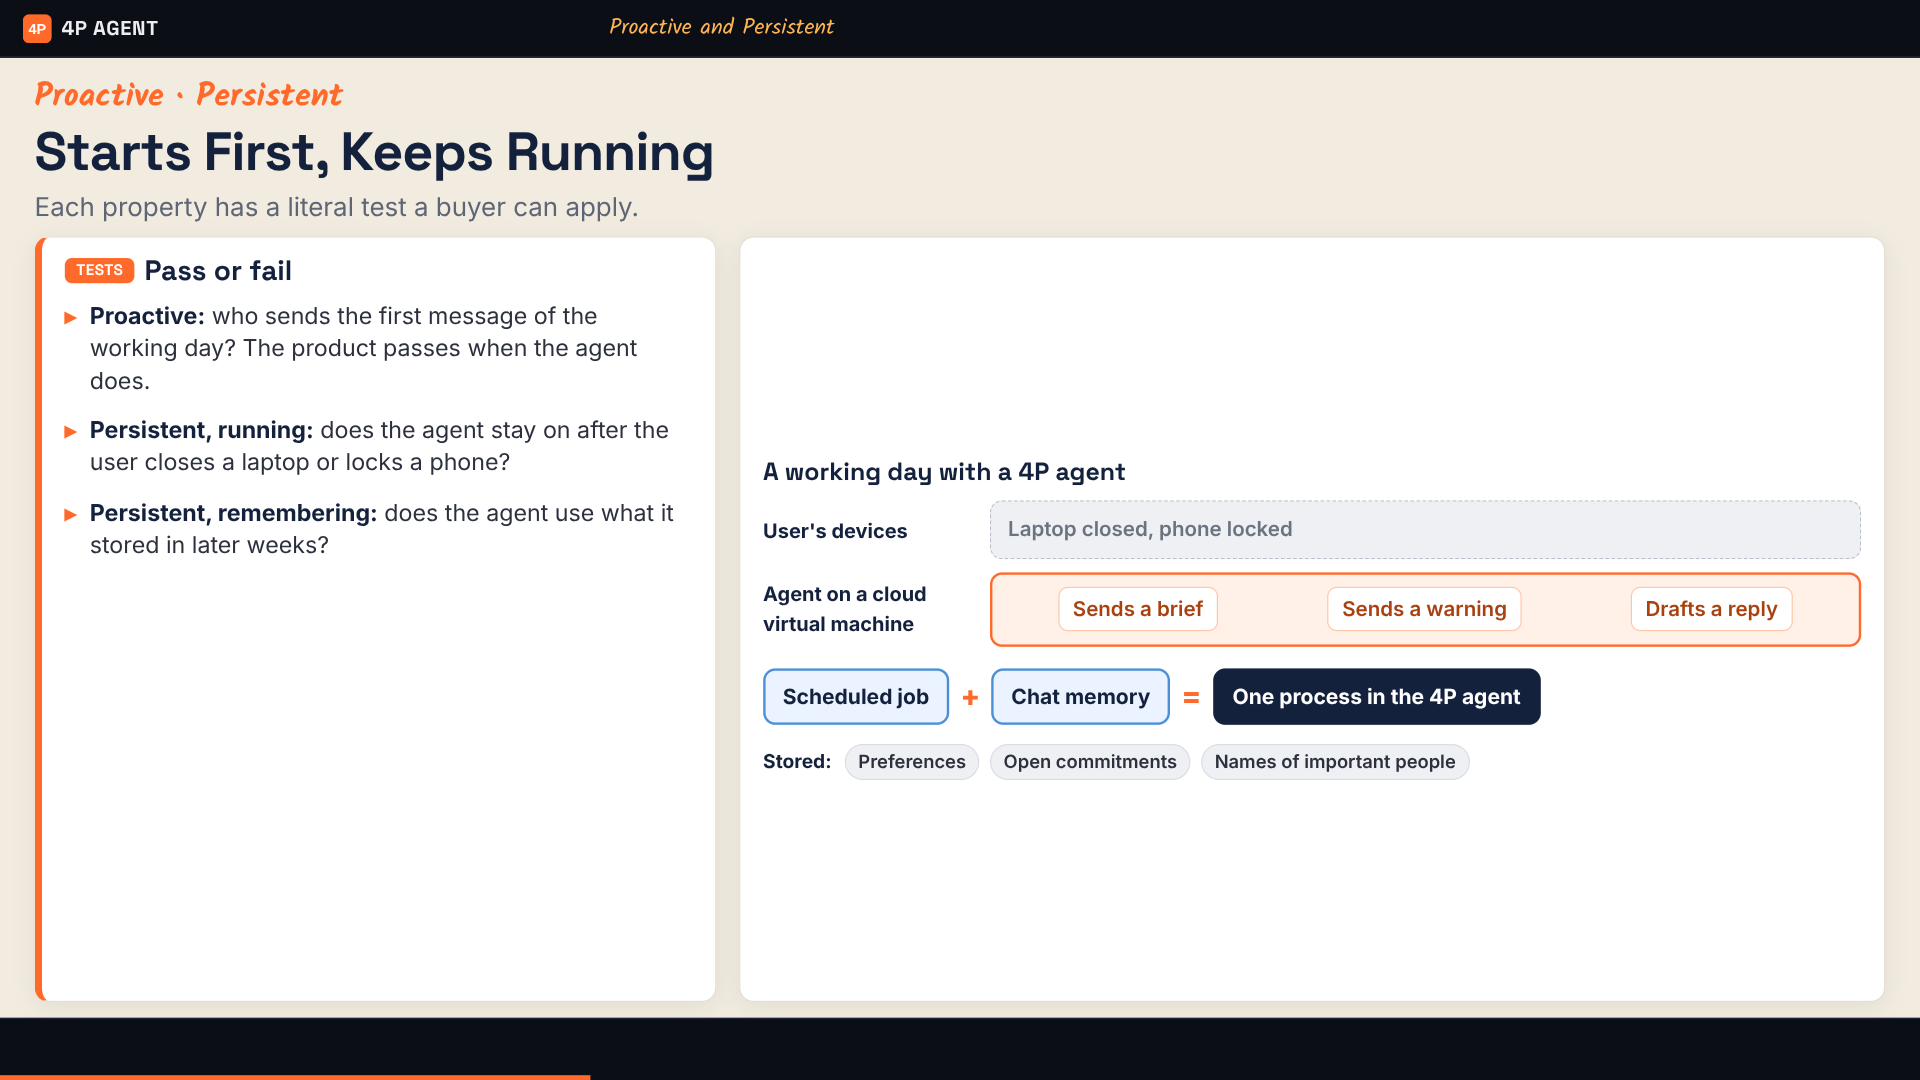 4P 4P AGENT
Proactive and Persistent
Proactive · Persistent
Starts First, Keeps Running
Each property has a literal test a buyer can apply.
TESTS Pass or fail
▸ Proactive: who sends the first message of the
working day? The product passes when the agent
does.
▸ Persistent, running: does the agent stay on after the
user closes a laptop or locks a phone?
▸ Persistent, remembering: does the agent use what it
stored in later weeks?
A working day with a 4P agent
User's devices
Laptop closed, phone locked
Agent on a cloud
virtual machine
Sends a brief
Sends a warning
Drafts a reply
Scheduled job + Chat memory = One process in the 4P agent
Stored: Preferences Open commitments Names of important people